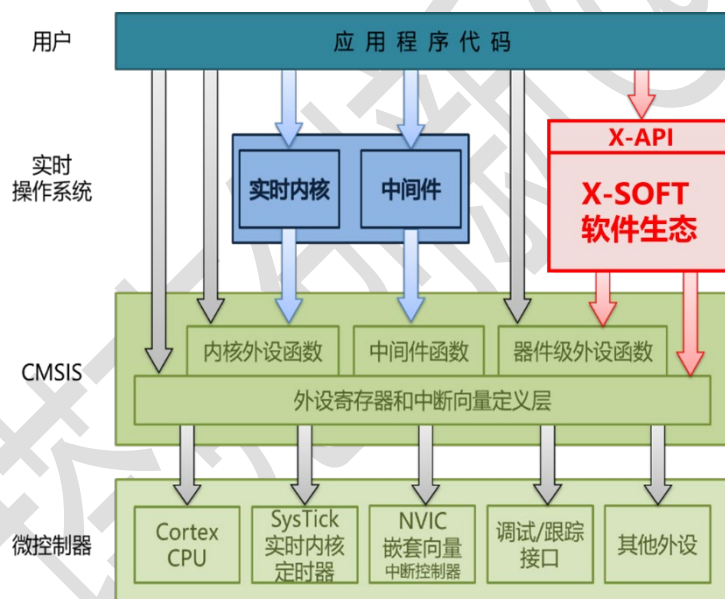 用户
应用程序代码
实时
操作系统
实时内核
中间件
X-API
X-SOFT
软件生态
CMSIS
内核外设函数
中间件函数
器件级外设函数
外设寄存器和中断向量定义层
微控制器
Cortex
CPU
SysTick
实时内核
定时器
NVIC
嵌套向量
中断控制器
调试/跟踪
接口
其他外设